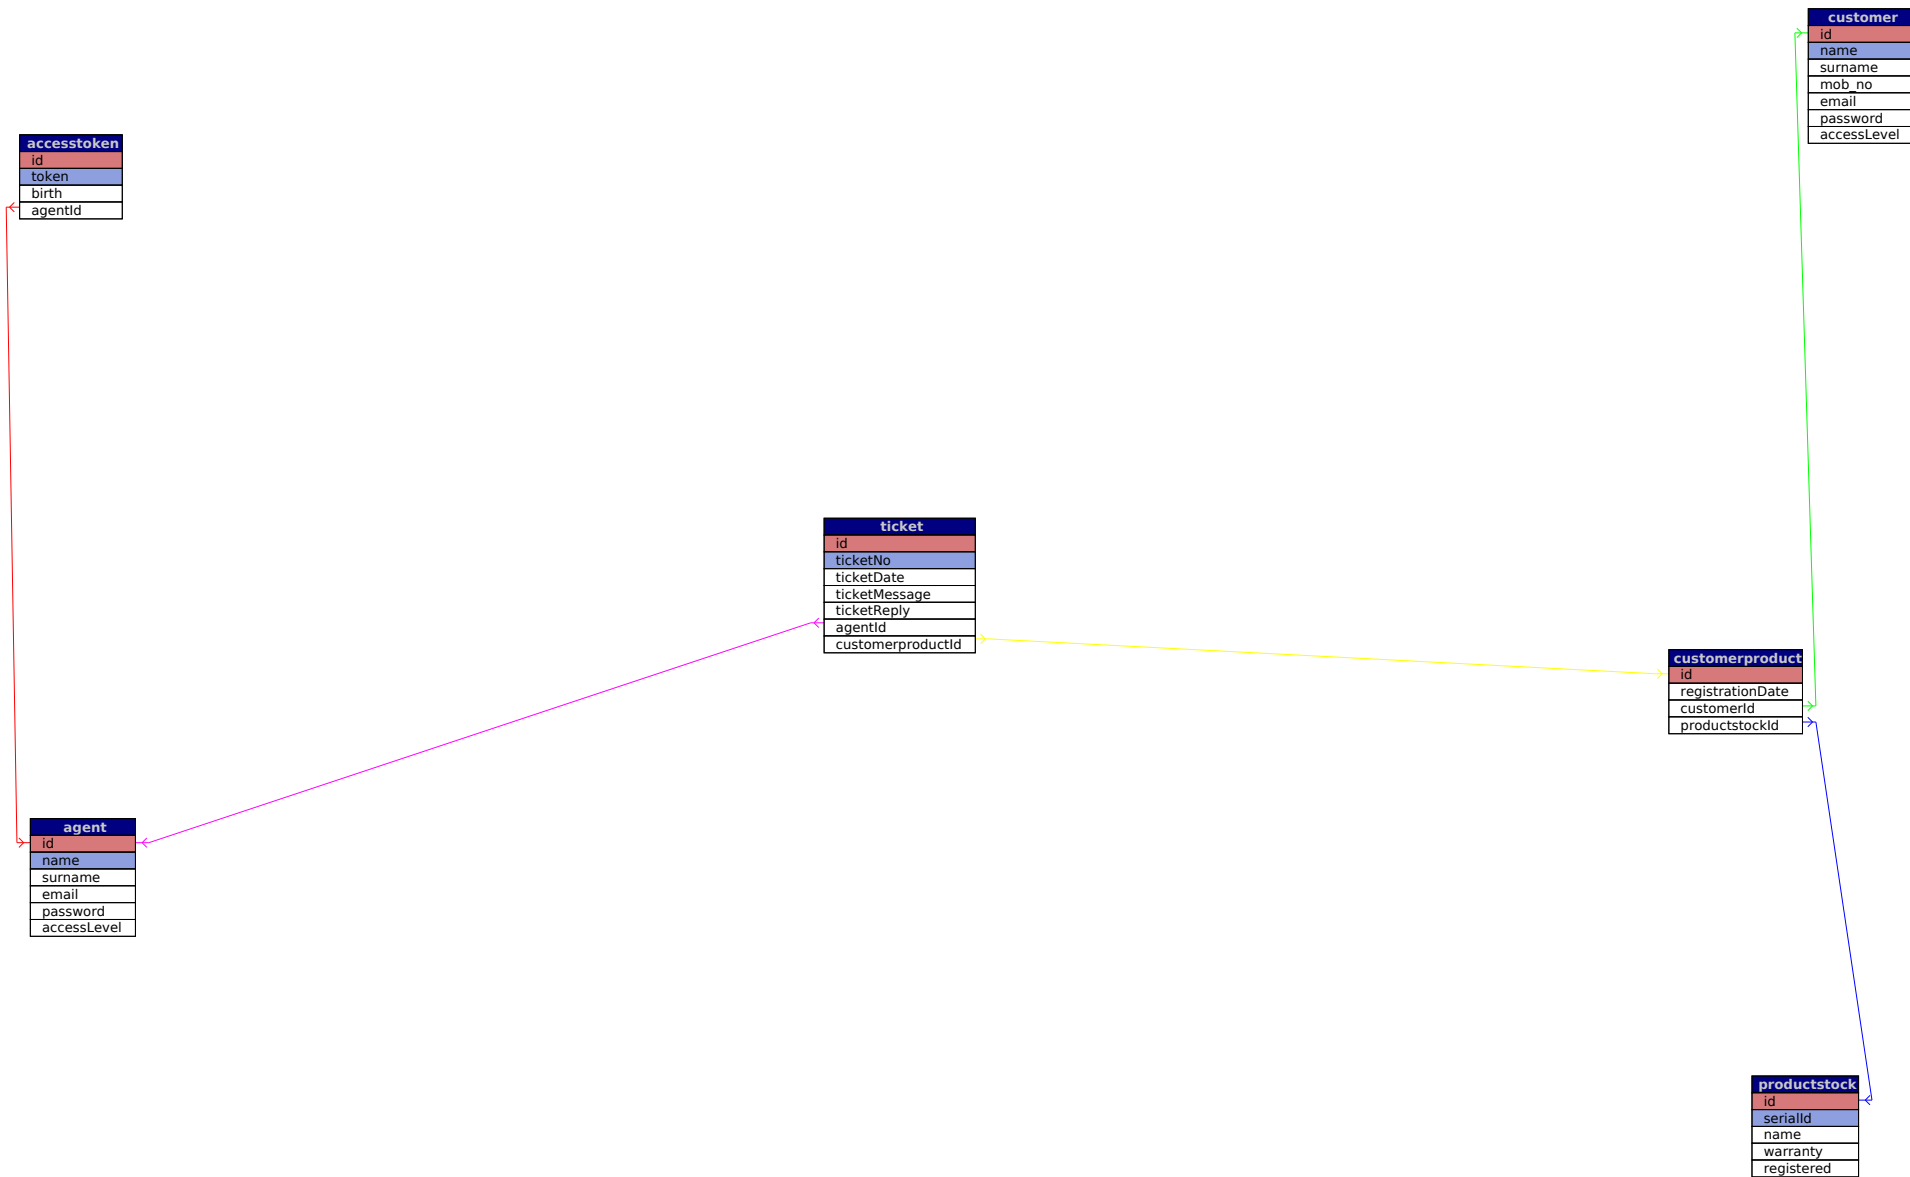 customer
id
name
surname
mob_no
email
password
accessLevel
accesstoken
id
token
birth
agentId
ticket
id
ticketNo
ticketDate
ticketMessage
ticketReply
agentId
customerproductId
customerproduct
id
registrationDate
customerId
productstockId
agent
id
name
surname
email
password
accessLevel
productstock
id
serialId
name
warranty
registered